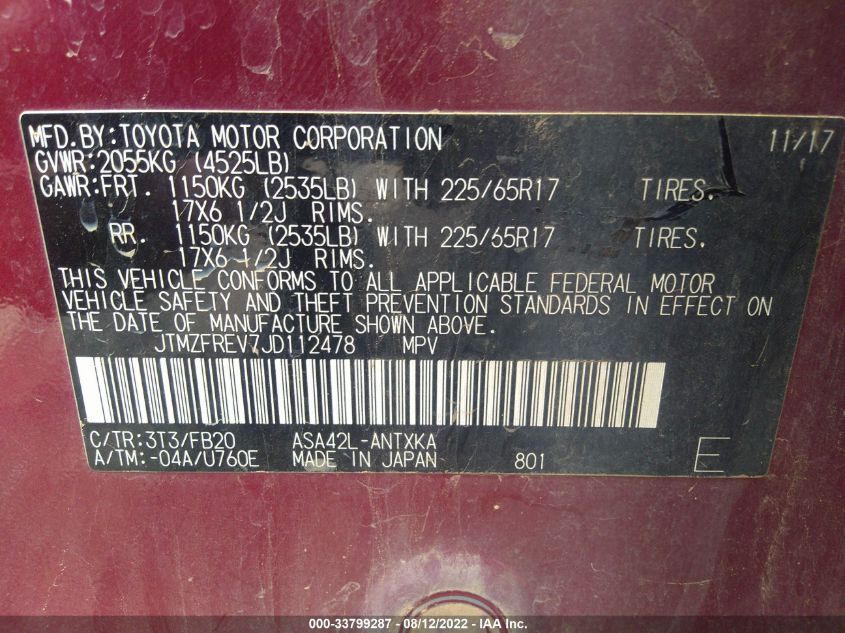 MFD.BY:TOYOTA MOTOR CORPORATION 11/17
GVWR:2055KG (4525LB)
GAWR:FRT. 1150KG (2535LB) WITH 225/65R17 TIRES.
17X6 1/2J RIMS.
RR. 1150KG (2535LB) WITH 225/65R17 TIRES.
17X6 1/2J RIMS.
THIS VEHICLE CONFORMS TO ALL APPLICABLE FEDERAL MOTOR
VEHICLE SAFETY AND THEFT PREVENTION STANDARDS IN EFFECT ON
THE DATE OF MANUFACTURE SHOWN ABOVE.
JTMZFREV7JD112478 MPV
C/TR:3T3/FB20 ASA42L-ANTXKA
A/TM:-04A/U760E MADE IN JAPAN 801 E
000-33799287 - 08/12/2022 - IAA Inc.